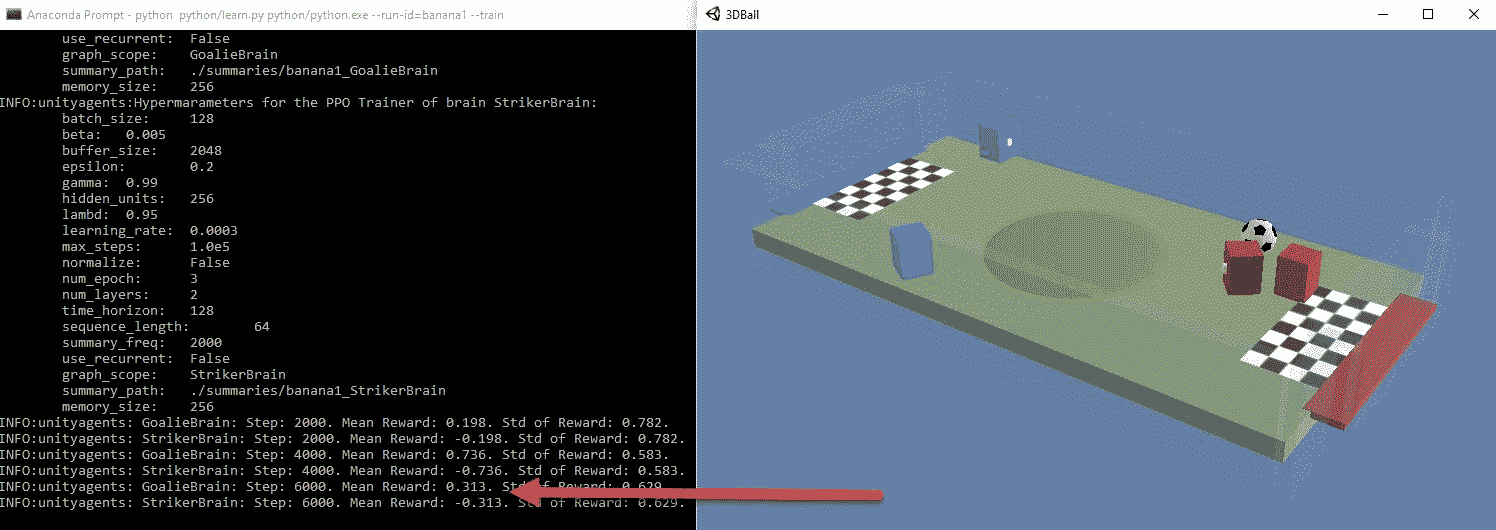 Anaconda Prompt - python python/learn.py python/python.exe --run-id=banana1 --train
use_recurrent: False
graph_scope: GoalieBrain
summary_path: ./summaries/banana1_GoalieBrain
memory_size: 256
INFO:unityagents:Hypermarameters for the PPO Trainer of brain StrikerBrain:
batch_size: 128
beta: 0.005
buffer_size: 2048
epsilon: 0.2
gamma: 0.99
hidden_units: 256
lambd: 0.95
learning_rate: 0.0003
max_steps: 1.0e5
normalize: False
num_epoch: 3
num_layers: 2
time_horizon: 128
sequence_length: 64
summary_freq: 2000
use_recurrent: False
graph_scope: StrikerBrain
summary_path: ./summaries/banana1_StrikerBrain
memory_size: 256
INFO:unityagents: GoalieBrain: Step: 2000. Mean Reward: 0.198. Std of Reward: 0.782.
INFO:unityagents: StrikerBrain: Step: 2000. Mean Reward: -0.198. Std of Reward: 0.782.
INFO:unityagents: GoalieBrain: Step: 4000. Mean Reward: 0.736. Std of Reward: 0.583.
INFO:unityagents: StrikerBrain: Step: 4000. Mean Reward: -0.736. Std of Reward: 0.583.
INFO:unityagents: GoalieBrain: Step: 6000. Mean Reward: 0.313. Std of Reward: 0.629.
INFO:unityagents: StrikerBrain: Step: 6000. Mean Reward: -0.313. Std of Reward: 0.629.
3DBall